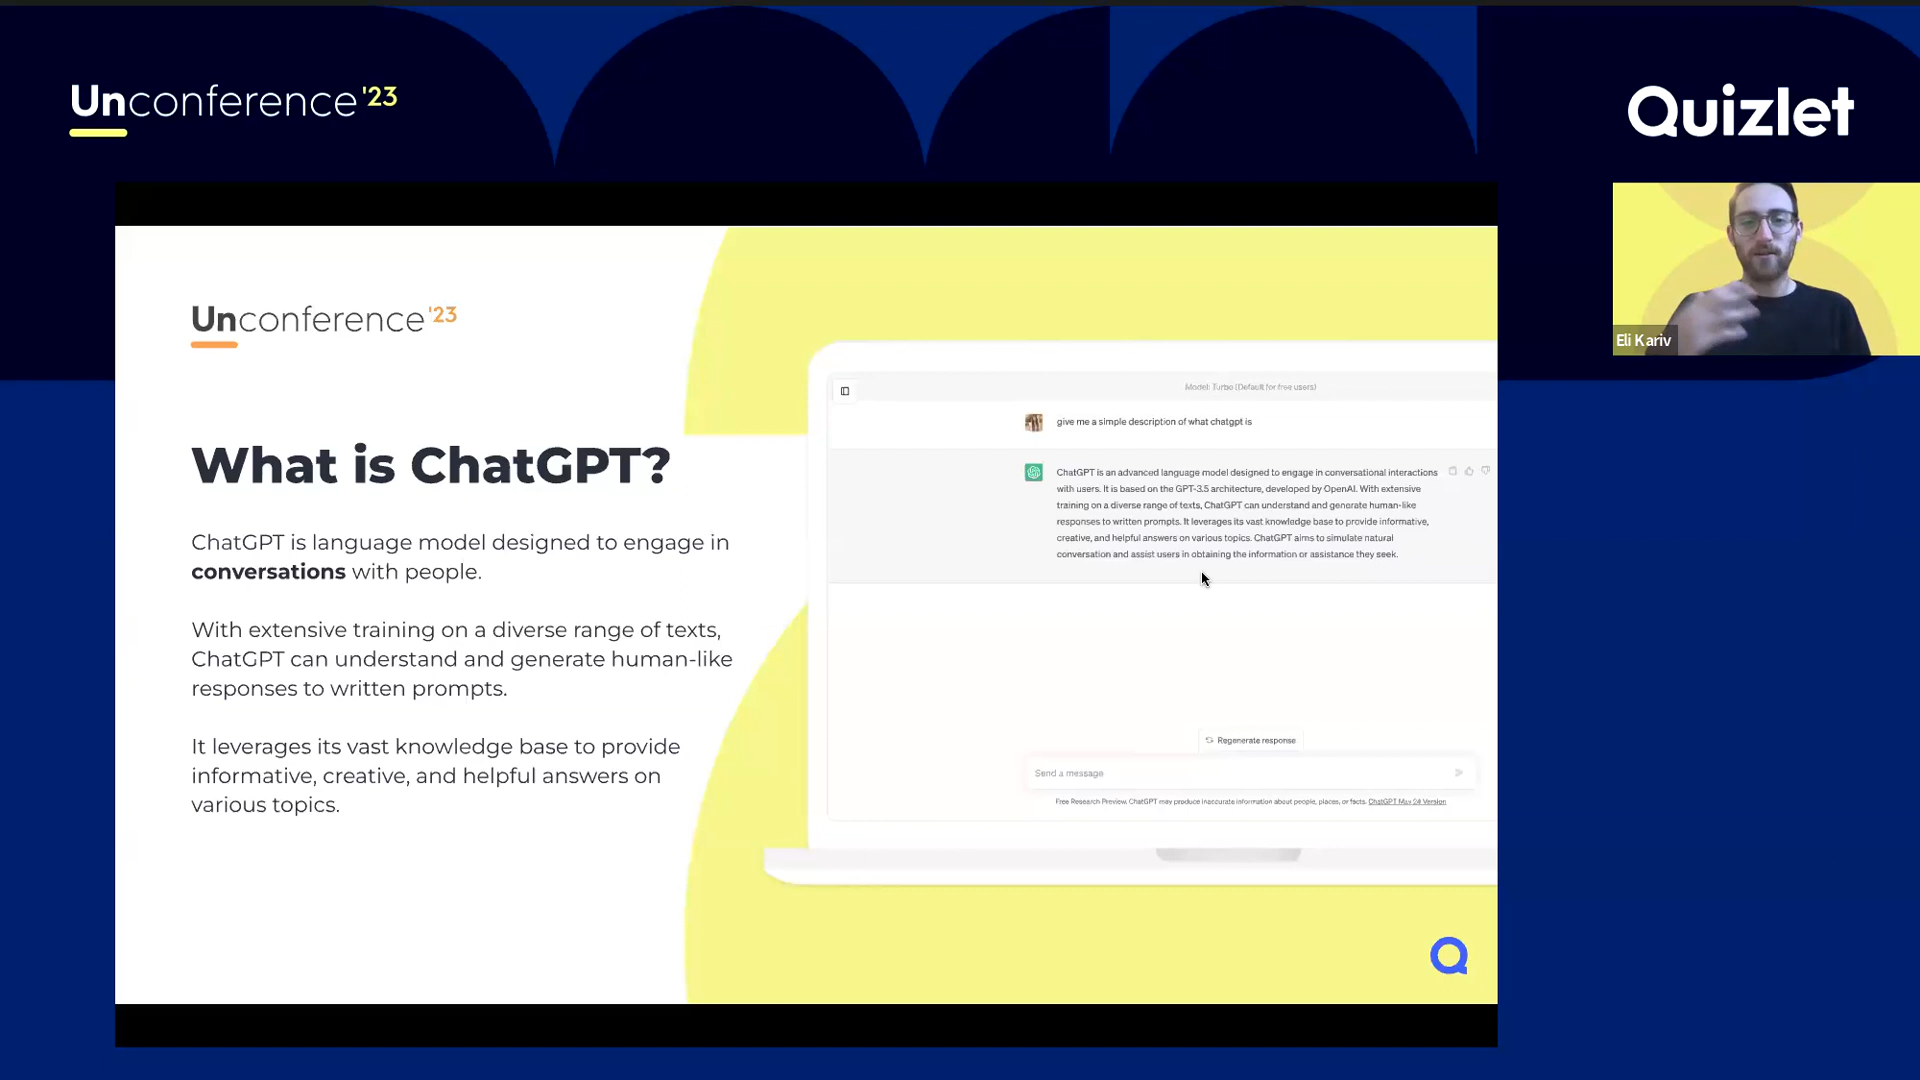 Unconference '23
Quizlet
Eli Kariv
Unconference '23
What is ChatGPT?
ChatGPT is language model designed to engage in
conversations with people.
With extensive training on a diverse range of texts,
ChatGPT can understand and generate human-like
responses to written prompts.
It leverages its vast knowledge base to provide
informative, creative, and helpful answers on
various topics.
Model: Turbo (Default for free users)
give me a simple description of what chatgpt is
ChatGPT is an advanced language model designed to engage in conversational interactions
with users. It is based on the GPT-3.5 architecture, developed by OpenAI. With extensive
training on a diverse range of texts, ChatGPT can understand and generate human-like
responses to written prompts. It leverages its vast knowledge base to provide informative,
creative, and helpful answers on various topics. ChatGPT aims to simulate natural
conversation and assist users in obtaining the information or assistance they seek.
Regenerate response
Send a message
Free Research Preview. ChatGPT may produce inaccurate information about people, places, or facts. ChatGPT May 24 Version